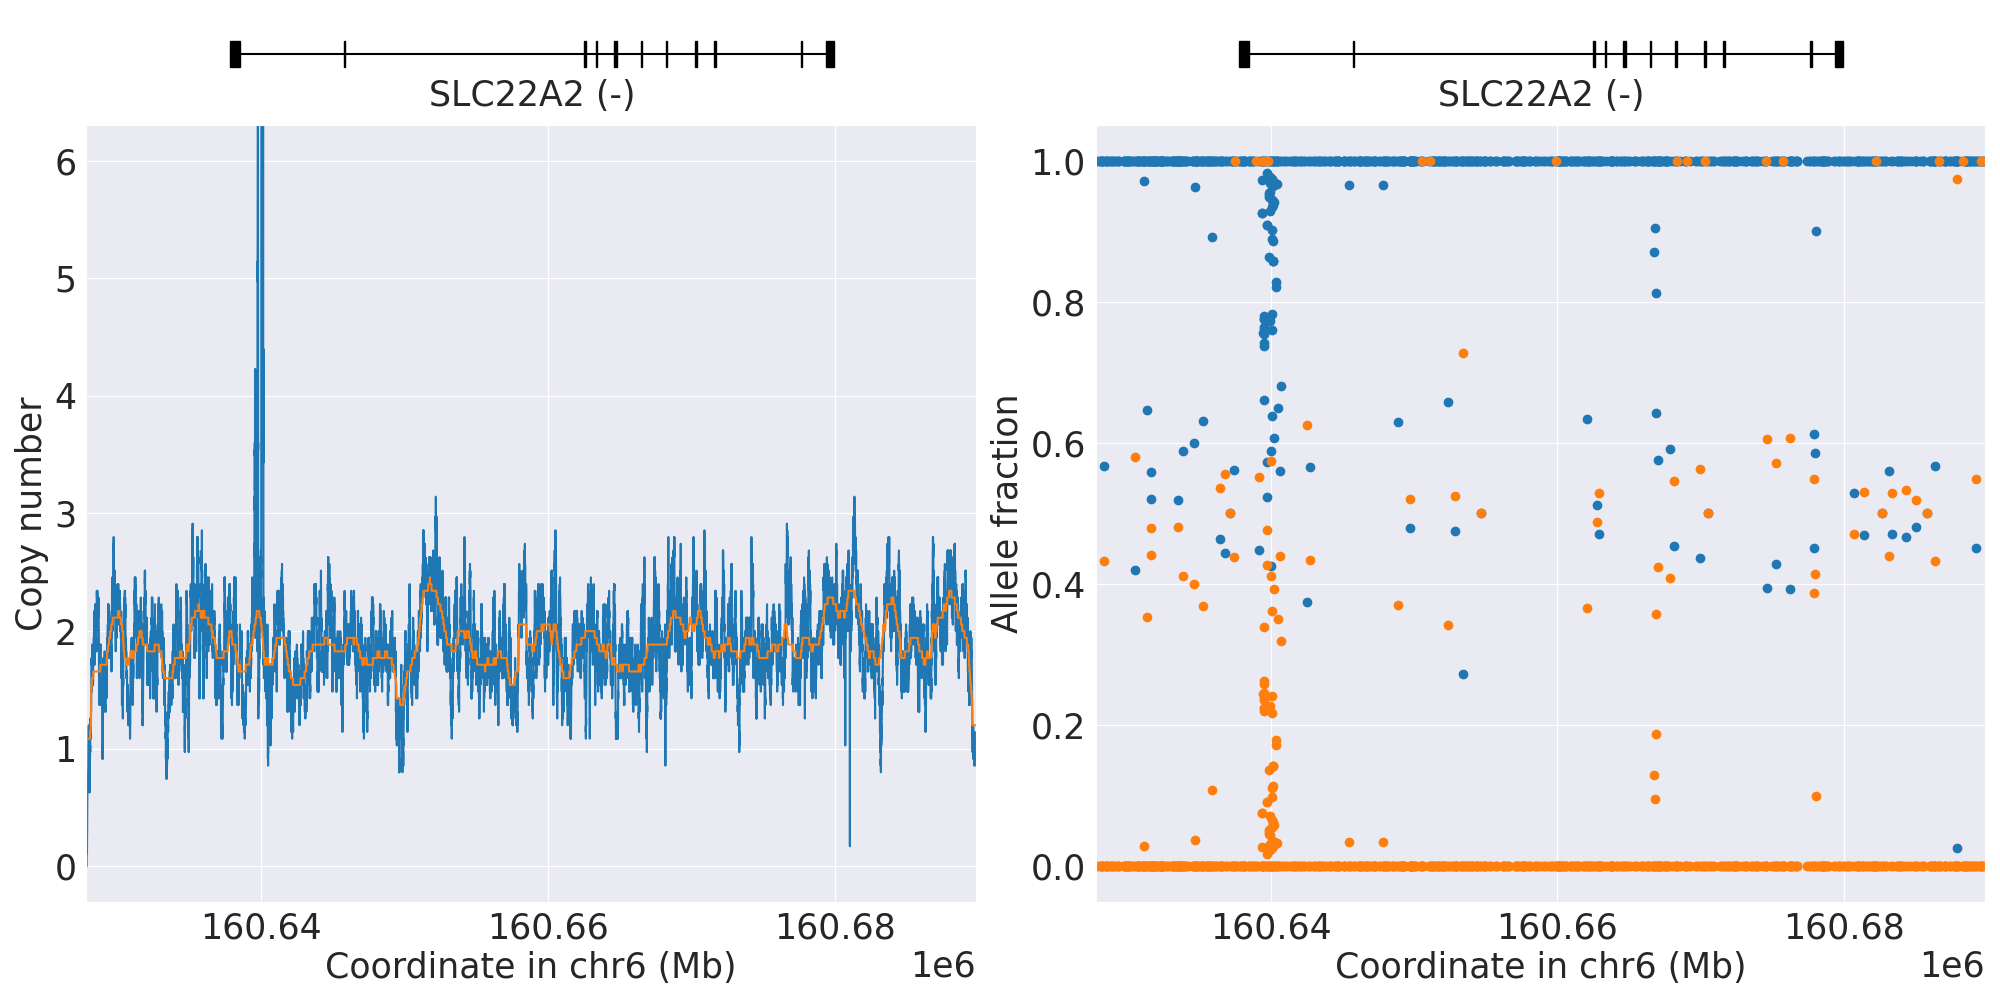 SLC22A2 (-)
6
5
4
3
2
1
0
Copy number
160.64
160.66
160.68
Coordinate in chr6 (Mb)
1e6
SLC22A2 (-)
1.0
0.8
0.6
0.4
0.2
0.0
Allele fraction
160.64
160.66
160.68
Coordinate in chr6 (Mb)
1e6